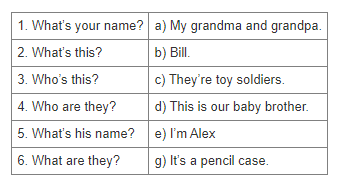 1. What's your name? a) My grandma and grandpa.
2. What's this? b) Bill.
3. Who's this? c) They're toy soldiers.
4. Who are they? d) This is our baby brother.
5. What's his name? e) I'm Alex
6. What are they? g) It's a pencil case.